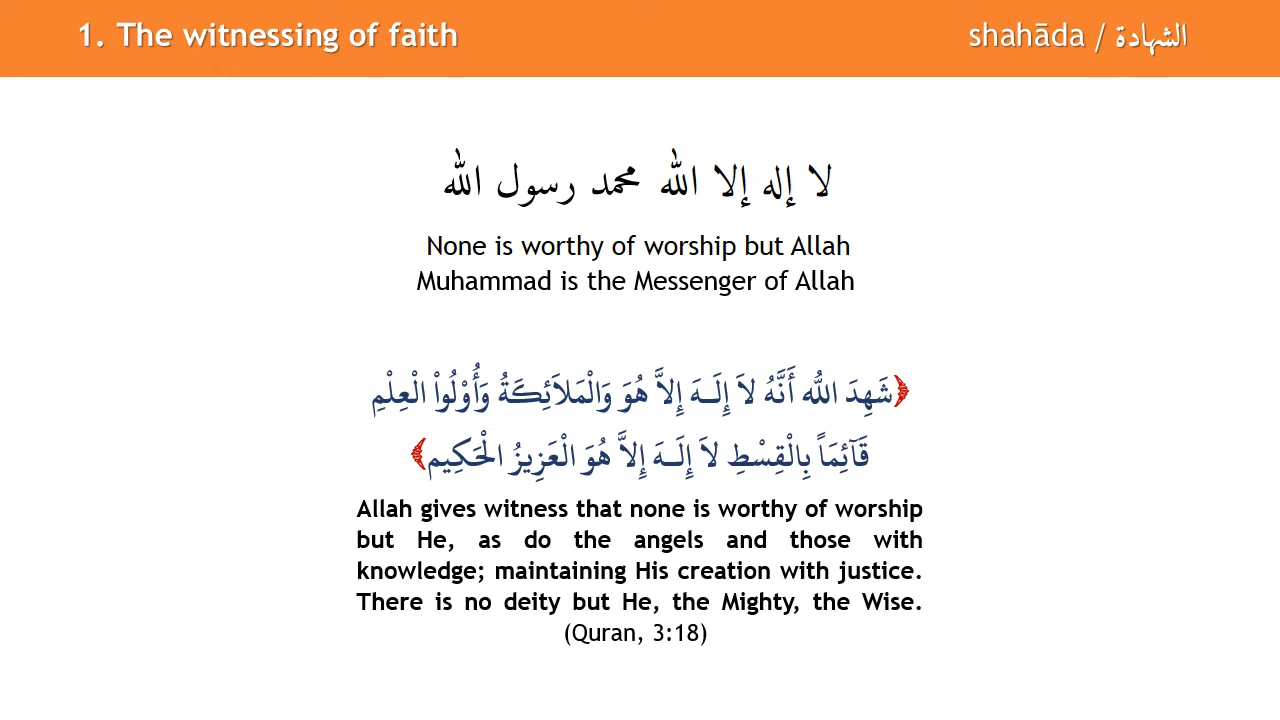 1. The witnessing of faith
shahāda / الشهادة
لا إله إلا الله محمد رسول الله
None is worthy of worship but Allah
Muhammad is the Messenger of Allah
﴿شَهِدَ اللَّه أَنَّهُ لاَ إِلَـهَ إِلاَّ هُوَ وَالْمَلاَئِكَةُ وَأُوْلُواْ الْعِلْمِ
قَآئِمَاً بِالْقِسْطِ لاَ إِلَـهَ إِلاَّ هُوَ الْعَزِيزُ الْحَكِيم﴾
Allah gives witness that none is worthy of worship
but He, as do the angels and those with
knowledge; maintaining His creation with justice.
There is no deity but He, the Mighty, the Wise.
(Quran, 3:18)